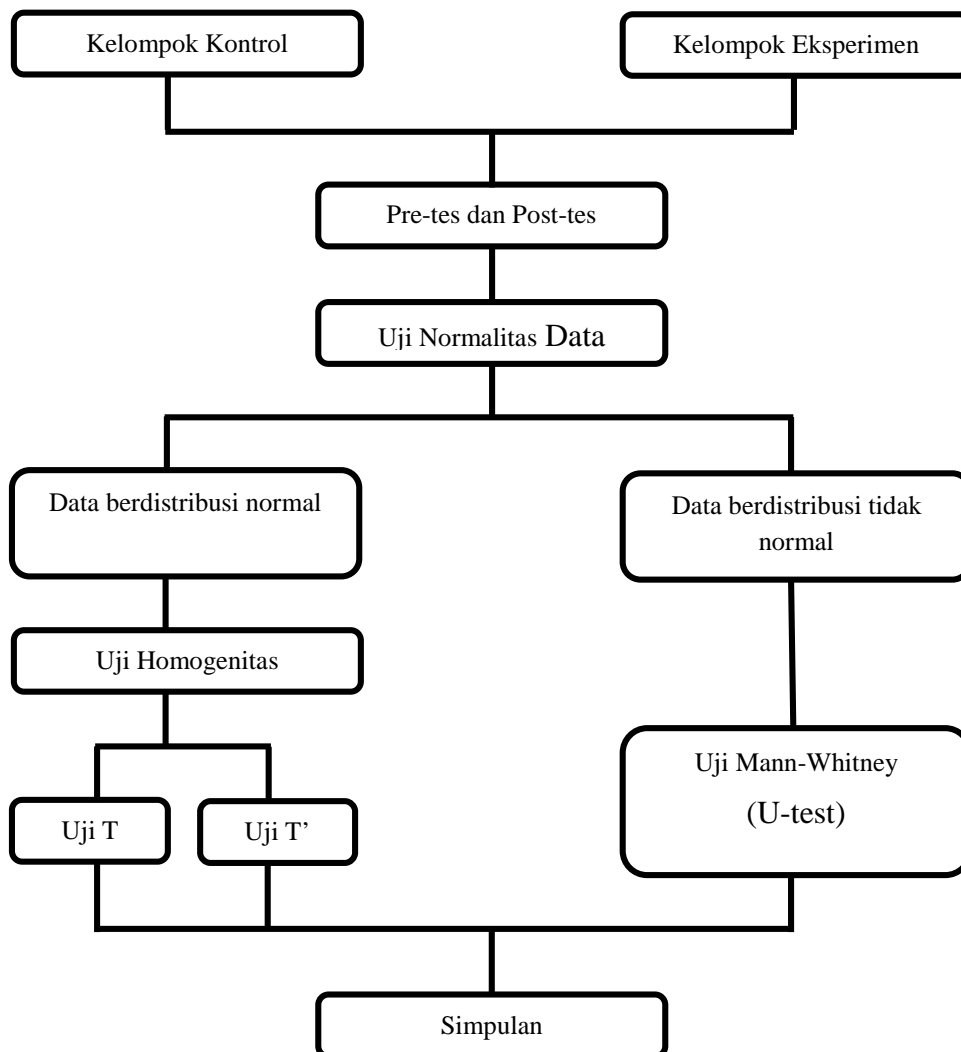 Kelompok Kontrol
Kelompok Eksperimen
Pre-tes dan Post-tes
Uji Normalitas Data
Data berdistribusi normal
Data berdistribusi tidak
normal
Uji Homogenitas
Uji Mann-Whitney
(U-test)
Uji T
Uji T’
Simpulan